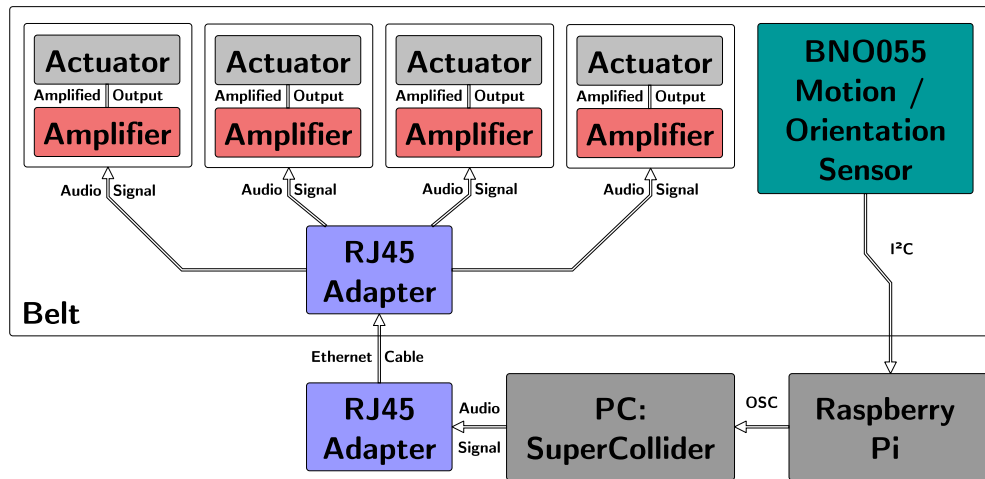 Actuator
Amplified Output
Amplifier
Audio Signal
Actuator
Amplified Output
Amplifier
Audio Signal
Actuator
Amplified Output
Amplifier
Audio Signal
Actuator
Amplified Output
Amplifier
Audio Signal
BNO055
Motion /
Orientation
Sensor
I²C
RJ45
Adapter
Belt
Ethernet Cable
RJ45
Adapter
Audio
Signal
PC:
SuperCollider
OSC
Raspberry
Pi